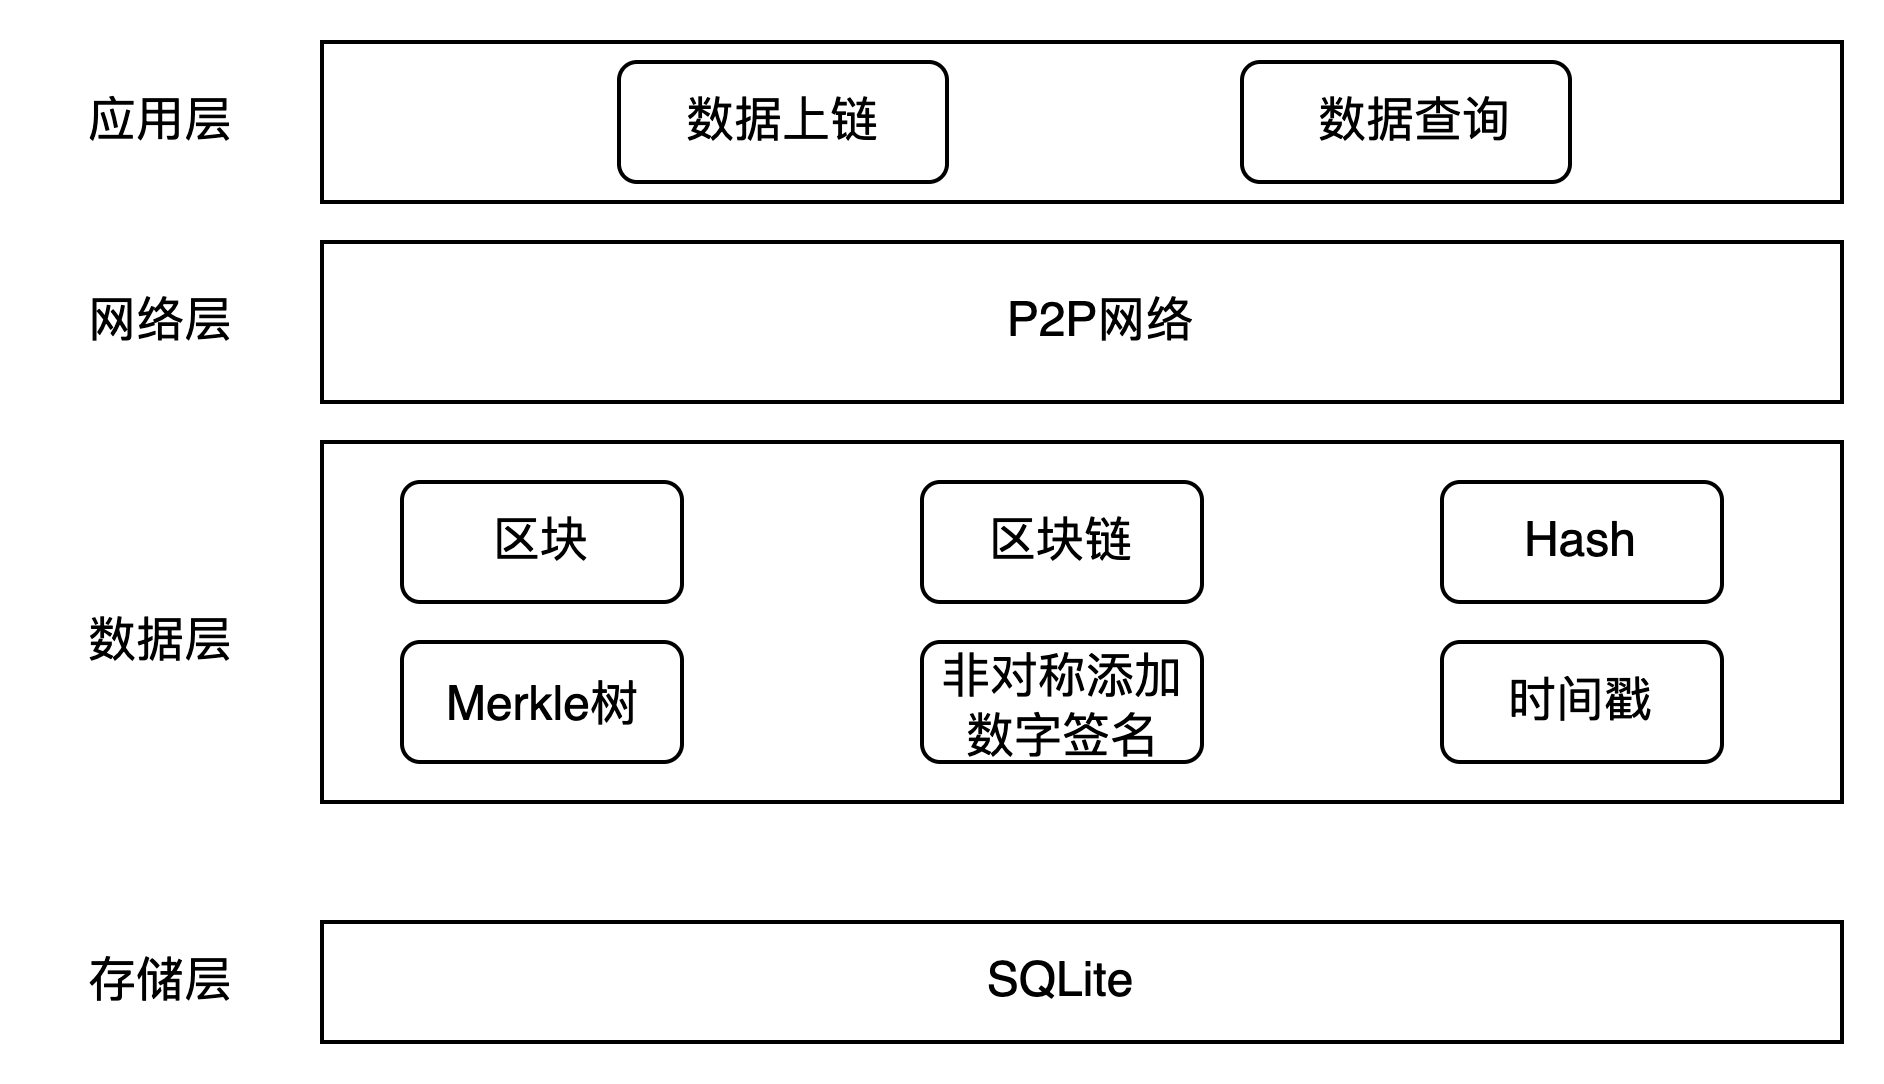 应用层
数据上链
数据查询
网络层
P2P网络
数据层
区块
区块链
Hash
Merkle树
非对称添加
数字签名
时间戳
存储层
SQLite